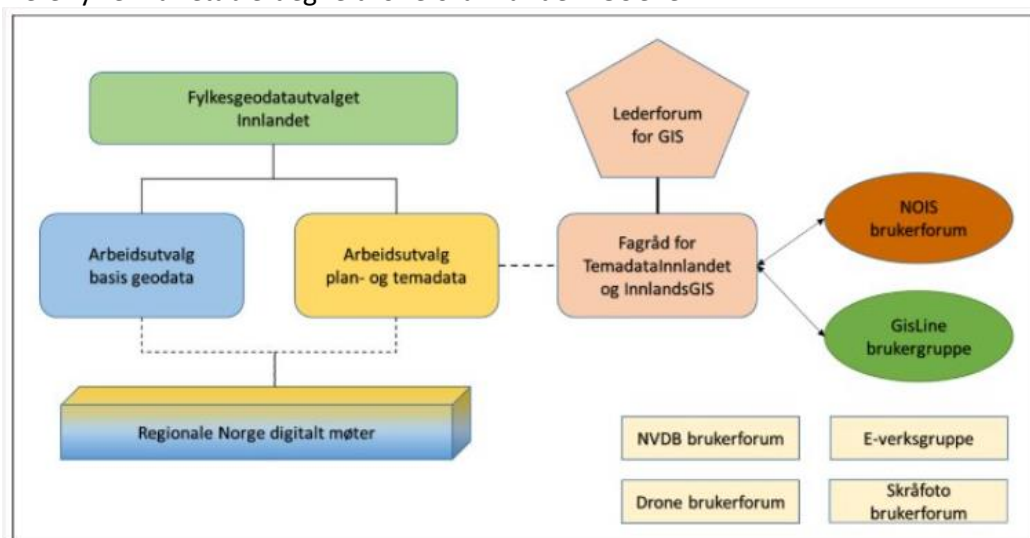 Fylkesgeodatautvalget
Innlandet
Lederforum
for GIS
Arbeidsutvalg
basis geodata
Arbeidsutvalg
plan- og temadata
Fagråd for
TemadataInnlandet
og InnlandsGIS
NOIS
brukerforum
GisLine
brukergruppe
Regionale Norge digitalt møter
NVDB brukerforum
E-verksgruppe
Drone brukerforum
Skråfoto
brukerforum